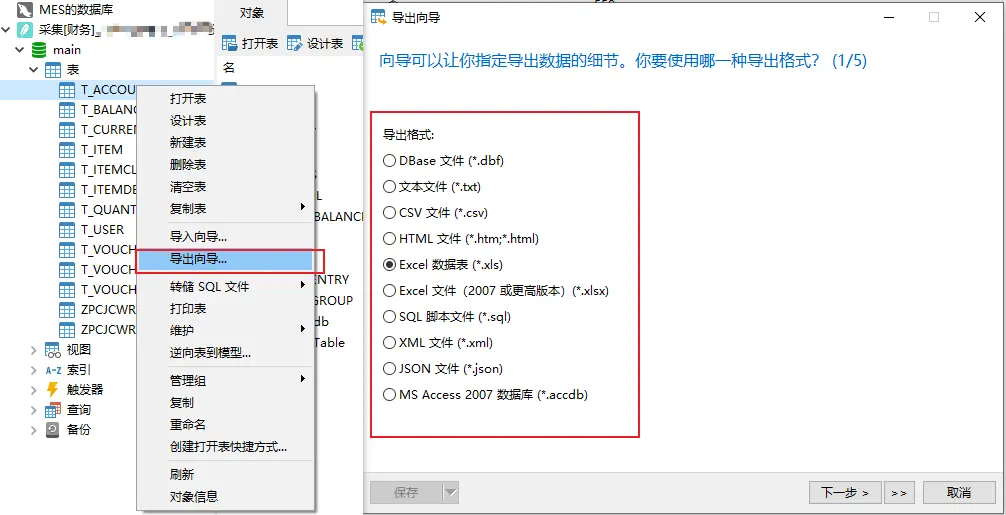 MES的数据库
采集[财务]_
main
表
T_ACCOU
T_BALANC
T_CURREN
T_ITEM
T_ITEMCL
T_ITEMDE
T_QUANT
T_USER
T_VOUCH
T_VOUCH
T_VOUCH
ZPCJCWR
ZPCJCWR
视图
A-Z 索引
触发器
查询
备份
对象
打开表 设计表
名
L
BALANC
ENTRY
GROUP
db
Table
打开表
设计表
新建表
删除表
清空表
复制表
导入向导...
导出向导...
转储 SQL 文件
打印表
维护
逆向表到模型...
管理组
复制
重命名
创建打开表快捷方式...
刷新
对象信息
导出向导
向导可以让你指定导出数据的细节。你要使用哪一种导出格式? (1/5)
导出格式:
DBase 文件 (*.dbf)
文本文件 (*.txt)
CSV 文件 (*.csv)
HTML 文件 (*.htm;*.html)
Excel 数据表 (*.xls)
Excel 文件（2007 或更高版本）(*.xlsx)
SQL 脚本文件 (*.sql)
XML 文件 (*.xml)
JSON 文件 (*.json)
MS Access 2007 数据库 (*.accdb)
保存
下一步 >
>>
取消